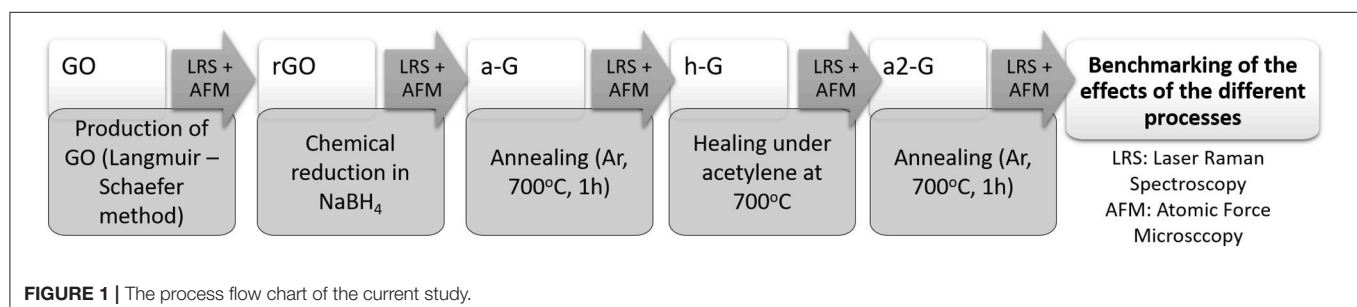 GO
LRS +
AFM
rGO
LRS +
AFM
a-G
LRS +
AFM
h-G
LRS +
AFM
a2-G
LRS +
AFM
Benchmarking of the
effects of the different
processes
Production of
GO (Langmuir –
Schaefer
method)
Chemical
reduction in
NaBH₄
Annealing (Ar,
700ºC, 1h)
Healing under
acetylene at
700ºC
Annealing (Ar,
700ºC, 1h)
LRS: Laser Raman
Spectroscopy
AFM: Atomic Force
Microsccopy
FIGURE 1 | The process flow chart of the current study.